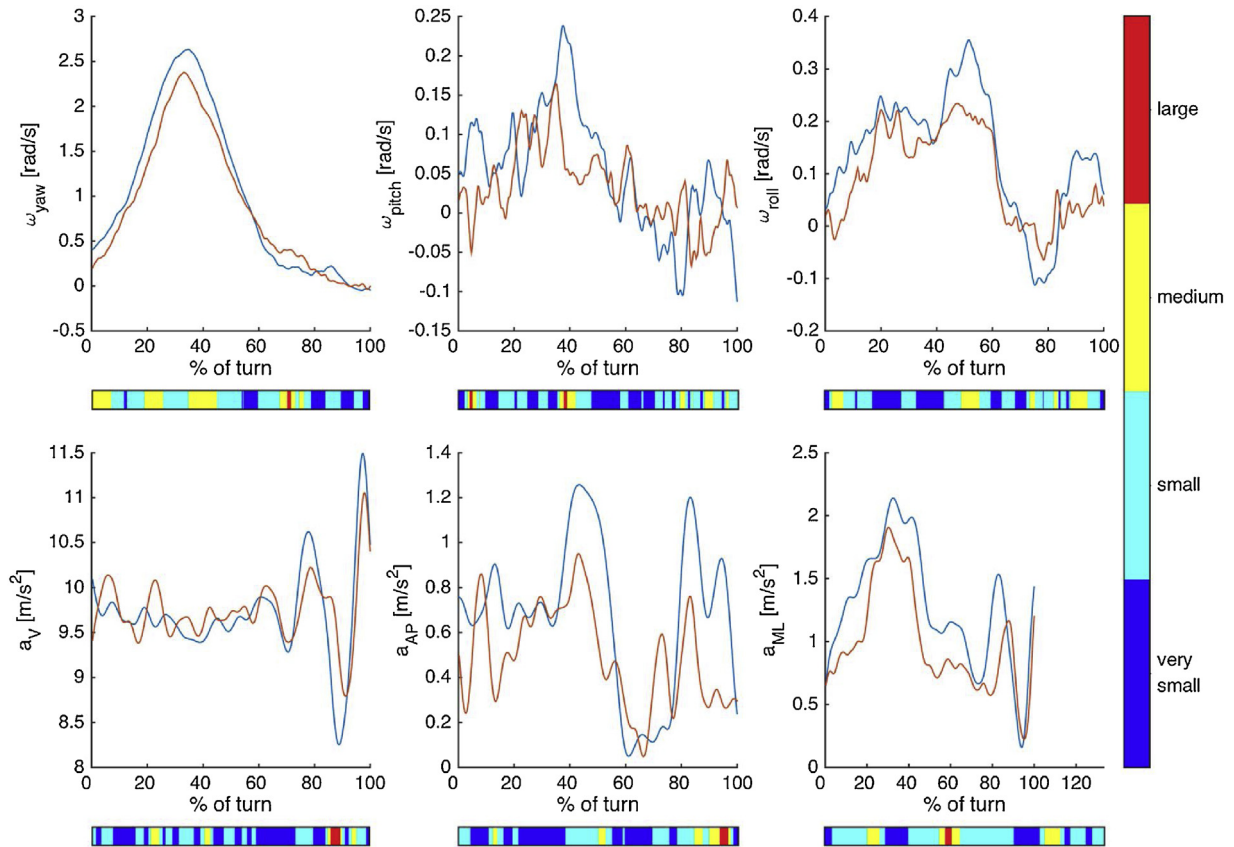 3
2.5
2
1.5
1
0.5
0
-0.5
ωyaw [rad/s]
0 20 40 60 80 100
% of turn
0.25
0.2
0.15
0.1
0.05
0
-0.05
-0.1
-0.15
ωpitch [rad/s]
0 20 40 60 80 100
% of turn
0.4
0.3
0.2
0.1
0
-0.1
-0.2
ωroll [rad/s]
0 20 40 60 80 100
% of turn
large
medium
small
very
small
11.5
11
10.5
10
9.5
9
8.5
8
aV [m/s2]
0 20 40 60 80 100
% of turn
1.4
1.2
1
0.8
0.6
0.4
0.2
0
aAP [m/s2]
0 20 40 60 80 100
% of turn
2.5
2
1.5
1
0.5
0
aML [m/s2]
0 20 40 60 80 100 120
% of turn